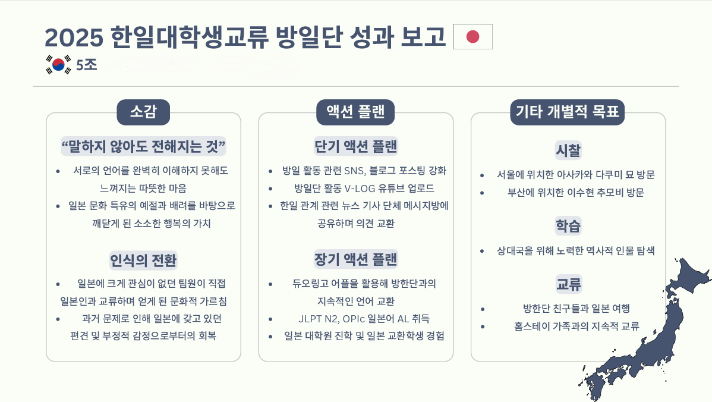 2025 한일대학생교류 방일단 성과 보고
5조
소감
“말하지 않아도 전해지는 것”
• 서로의 언어를 완벽히 이해하지 못해도
느껴지는 따뜻한 마음
• 일본 문화 특유의 예절과 배려를 바탕으로
깨닫게 된 소소한 행복의 가치
인식의 전환
• 일본에 크게 관심이 없던 팀원이 직접
일본인과 교류하며 얻게 된 문화적 가르침
• 과거 문제로 인해 일본에 갖고 있던
편견 및 부정적 감정으로부터의 회복
액션 플랜
단기 액션 플랜
• 방일 활동 관련 SNS, 블로그 포스팅 강화
• 방일단 활동 V-LOG 유튜브 업로드
• 한일 관계 관련 뉴스 기사 단체 메시지방에
공유하며 의견 교환
장기 액션 플랜
• 듀오링고 어플을 활용해 방한단과의
지속적인 언어 교환
• JLPT N2, OPic 일본어 AL 취득
• 일본 대학원 진학 및 일본 교환학생 경험
기타 개별적 목표
시찰
• 서울에 위치한 아사카와 다쿠미 묘 방문
• 부산에 위치한 이수현 추모비 방문
학습
• 상대국을 위해 노력한 역사적 인물 탐색
교류
• 방한단 친구들과 일본 여행
• 홈스테이 가족과의 지속적 교류